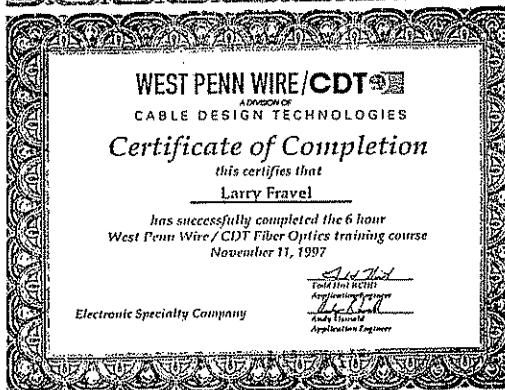 WEST PENN WIRE/CDT
A DIVISION OF
CABLE DESIGN TECHNOLOGIES
Certificate of Completion
this certifies that
Larry Fravel
has successfully completed the 6 hour
West Penn Wire / CDT Fiber Optics training course
November 11, 1997
Todd RCDD
Application Engineer
Electronic Specialty Company
Andy
Application Engineer